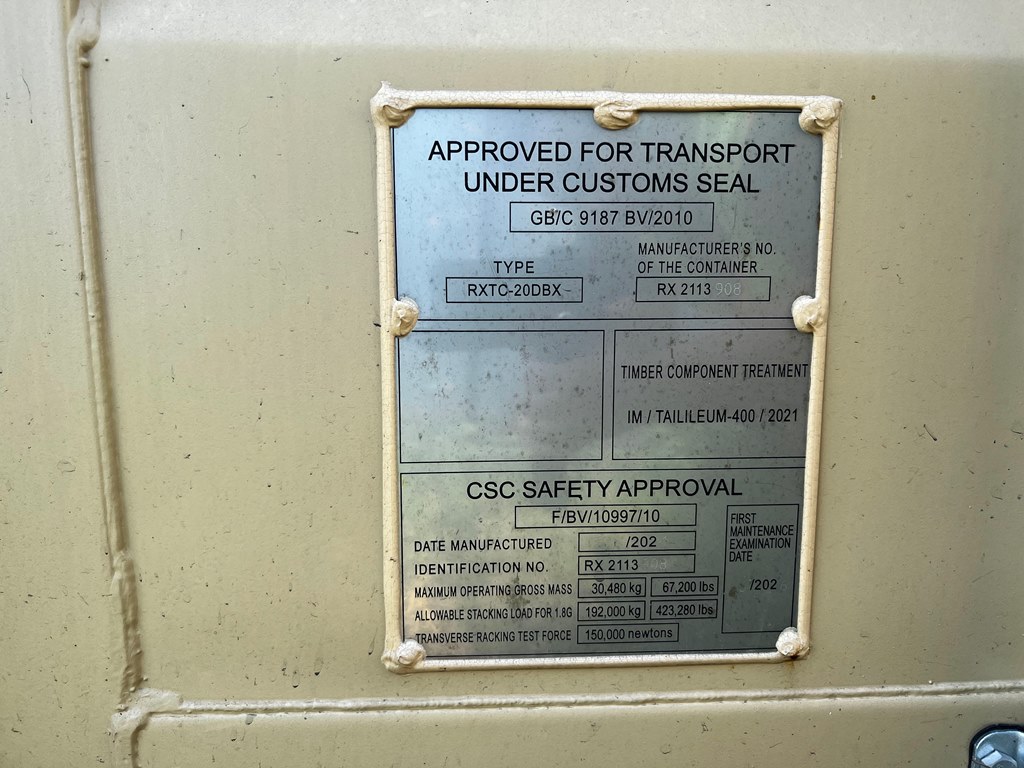 APPROVED FOR TRANSPORT
UNDER CUSTOMS SEAL
GB/C 9187 BV/2010
TYPE
RXTC-20DBX-
MANUFACTURER'S NO.
OF THE CONTAINER
RX 2113 908
TIMBER COMPONENT TREATMENT
IM / TAILILEUM-400 / 2021
CSC SAFETY APPROVAL
F/BV/10997/10
DATE MANUFACTURED /202
IDENTIFICATION NO. RX 2113
MAXIMUM OPERATING GROSS MASS 30,480 kg 67,200 lbs
ALLOWABLE STACKING LOAD FOR 1.8G 192,000 kg 423,280 lbs
TRANSVERSE RACKING TEST FORCE 150,000 newtons
FIRST
MAINTENANCE
EXAMINATION
DATE
/202